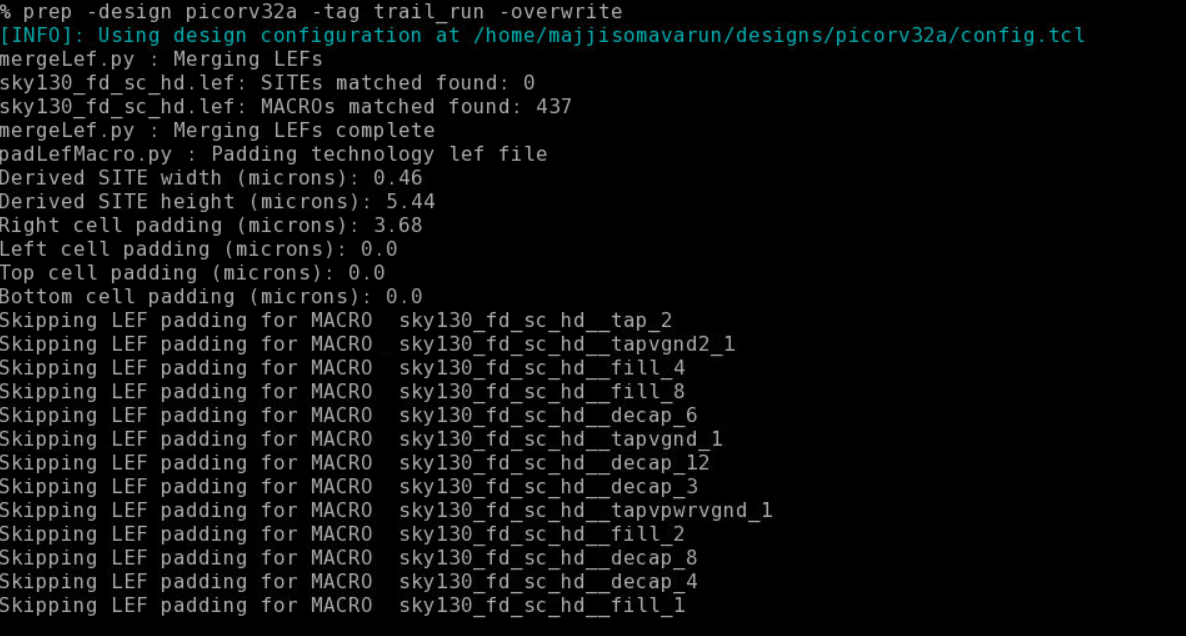 % prep -design picorv32a -tag trail_run -overwrite
[INFO]: Using design configuration at /home/majjisomavarun/designs/picorv32a/config.tcl
mergeLef.py : Merging LEFs
sky130_fd_sc_hd.lef: SITEs matched found: 0
sky130_fd_sc_hd.lef: MACROs matched found: 437
mergeLef.py : Merging LEFs complete
padLefMacro.py : Padding technology lef file
Derived SITE width (microns): 0.46
Derived SITE height (microns): 5.44
Right cell padding (microns): 3.68
Left cell padding (microns): 0.0
Top cell padding (microns): 0.0
Bottom cell padding (microns): 0.0
Skipping LEF padding for MACRO  sky130_fd_sc_hd__tap_2
Skipping LEF padding for MACRO  sky130_fd_sc_hd__tapvgnd2_1
Skipping LEF padding for MACRO  sky130_fd_sc_hd__fill_4
Skipping LEF padding for MACRO  sky130_fd_sc_hd__fill_8
Skipping LEF padding for MACRO  sky130_fd_sc_hd__decap_6
Skipping LEF padding for MACRO  sky130_fd_sc_hd__tapvgnd_1
Skipping LEF padding for MACRO  sky130_fd_sc_hd__decap_12
Skipping LEF padding for MACRO  sky130_fd_sc_hd__decap_3
Skipping LEF padding for MACRO  sky130_fd_sc_hd__tapvpwrvgnd_1
Skipping LEF padding for MACRO  sky130_fd_sc_hd__fill_2
Skipping LEF padding for MACRO  sky130_fd_sc_hd__decap_8
Skipping LEF padding for MACRO  sky130_fd_sc_hd__decap_4
Skipping LEF padding for MACRO  sky130_fd_sc_hd__fill_1